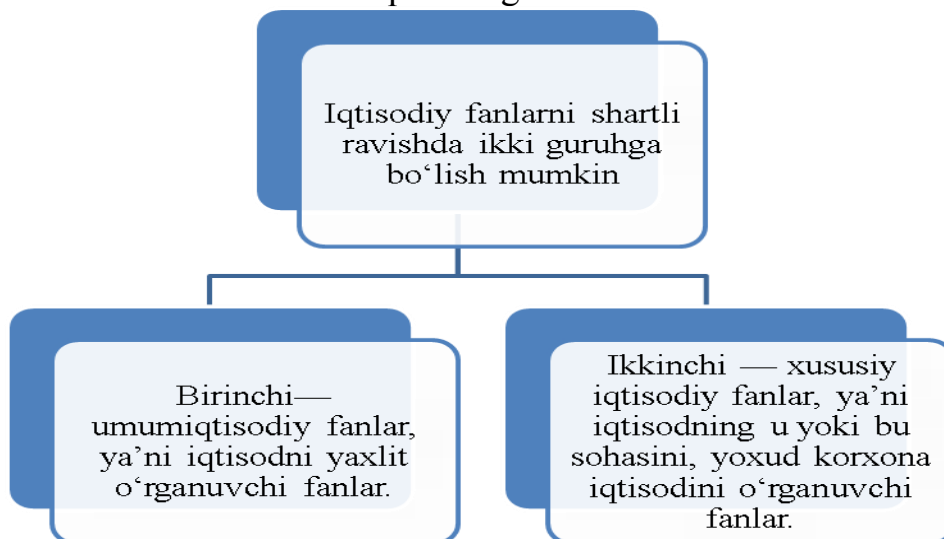 Iqtisodiy fanlarni shartli
ravishda ikki guruhga
bo‘lish mumkin
Birinchi—
umumiqtisodiy fanlar,
ya’ni iqtisodni yaxlit
o‘rganuvchi fanlar.
Ikkinchi — xususiy
iqtisodiy fanlar, ya’ni
iqtisodning u yoki bu
sohasini, yoxud korxona
iqtisodini o‘rganuvchi
fanlar.